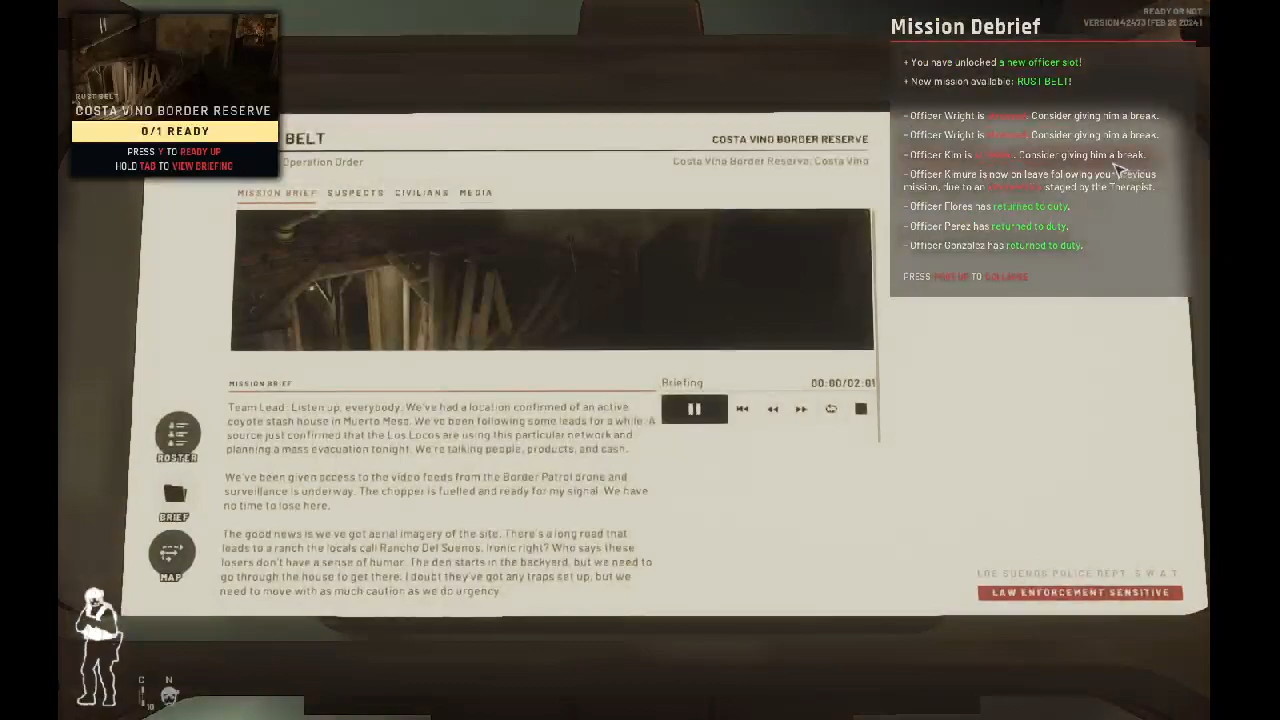 READY OR NOT
VERSION 42473 (FEB 26 2024)
Mission Debrief
+ You have unlocked a new officer slot!
+ New mission available: RUST BELT!
- Officer Wright is Consider giving him a break.
- Officer Wright is Consider giving him a break.
- Officer Kim is Consider giving him a break.
- Officer Kimura is now on leave following your previous
mission, due to an staged by the Therapist.
- Officer Flores has returned to duty.
- Officer Perez has returned to duty.
- Officer Gonzalez has returned to duty.
PRESS PAGE UP TO COLLAPSE
RUST BELT
COSTA VINO BORDER RESERVE
0/1 READY
PRESS Y TO READY UP
HOLD TAB TO VIEW BRIEFING
BELT
COSTA VINO BORDER RESERVE
Operation Order
Costa Vino Border Reserve, Costa Vino
MISSION BRIEF SUSPECTS CIVILIANS MEDIA
MISSION BRIEF
Briefing 00:00/02:01
Team Lead: Listen up, everybody. We've had a location confirmed of an active
coyote stash house in Muerto Mesa. We've been following some leads for a while. A
source just confirmed that the Los Locos are using this particular network and
planning a mass evacuation tonight. We're talking people, products, and cash.
We've been given access to the video feeds from the Border Patrol drone and
surveillance is underway. The chopper is fuelled and ready for my signal. We have
no time to lose here.
The good news is we've got aerial imagery of the site. There's a long road that
leads to a ranch the locals call Rancho Del Suenos. Ironic right? Who says these
losers don't have a sense of humor. The den starts in the backyard, but we need to
go through the house to get there. I doubt they've got any traps set up, but we
need to move with as much caution as we do urgency.
ROSTER
BRIEF
MAP
LOS SUENOS POLICE DEPT. S.W.A.T.
LAW ENFORCEMENT SENSITIVE
C N
10